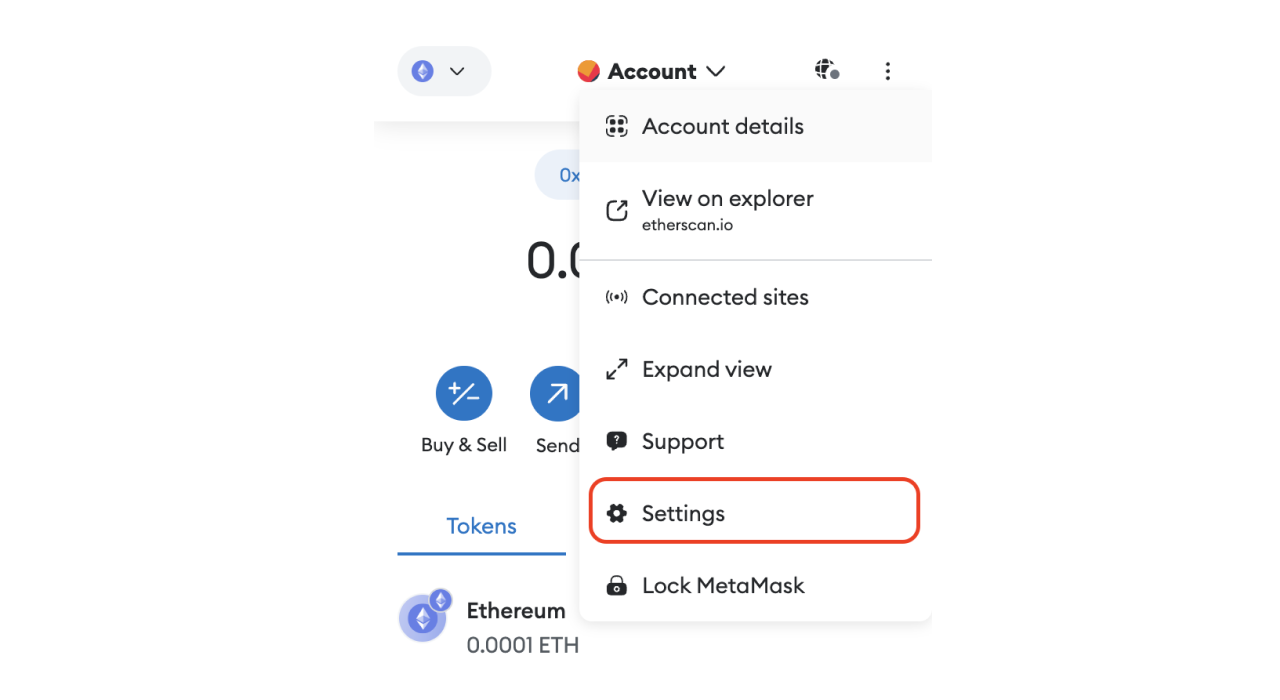 Account
Account details
View on explorer
etherscan.io
0x
0.0
Connected sites
Expand view
Buy & Sell
Send
Support
Settings
Tokens
Lock MetaMask
Ethereum
0.0001 ETH